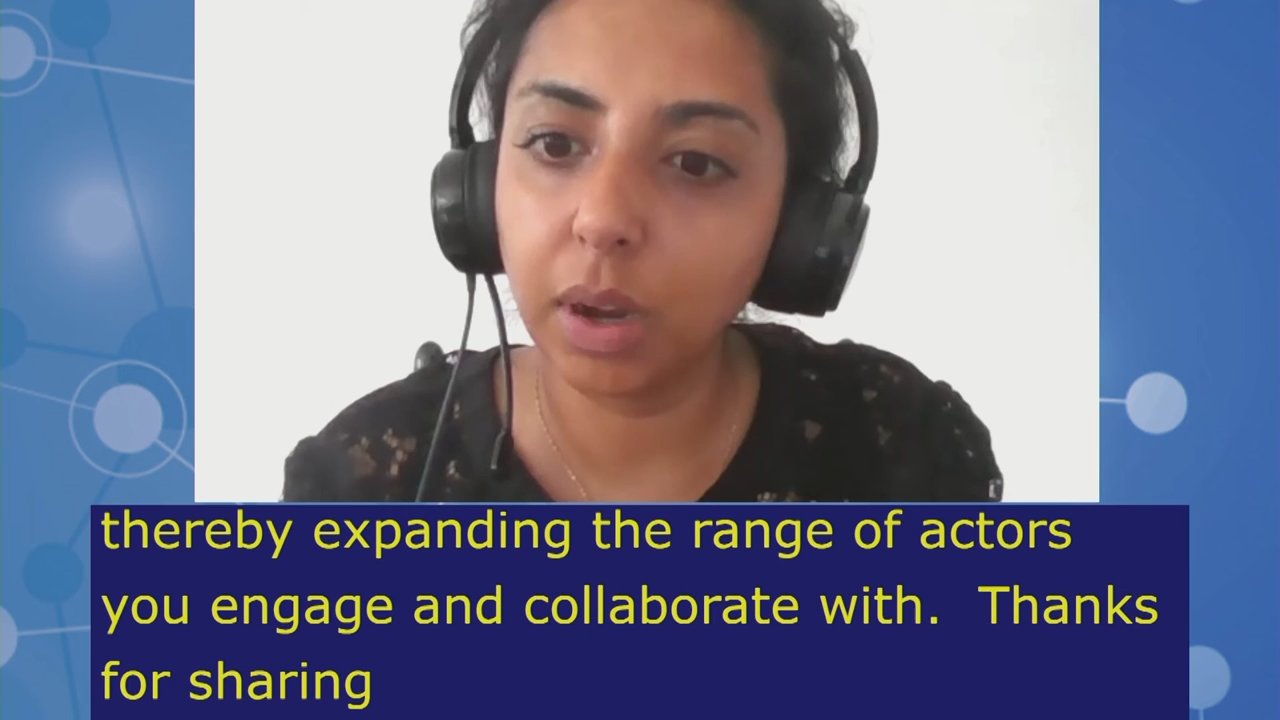 thereby expanding the range of actors
you engage and collaborate with.  Thanks
for sharing